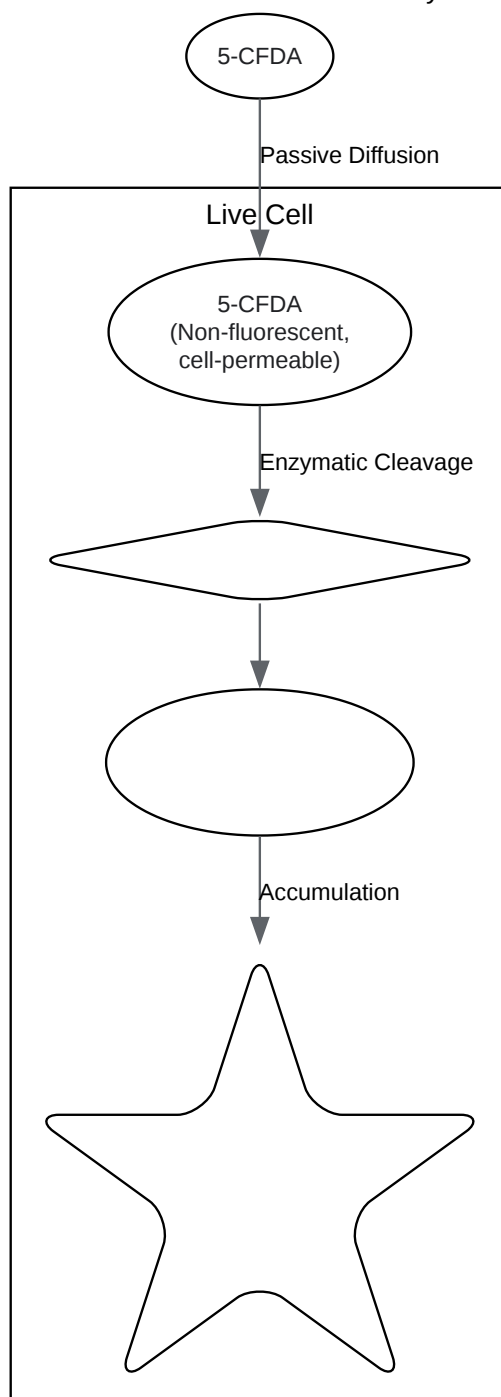 5-CFDA
Passive Diffusion
Live Cell
5-CFDA
(Non-fluorescent,
cell-permeable)
Enzymatic Cleavage
Accumulation